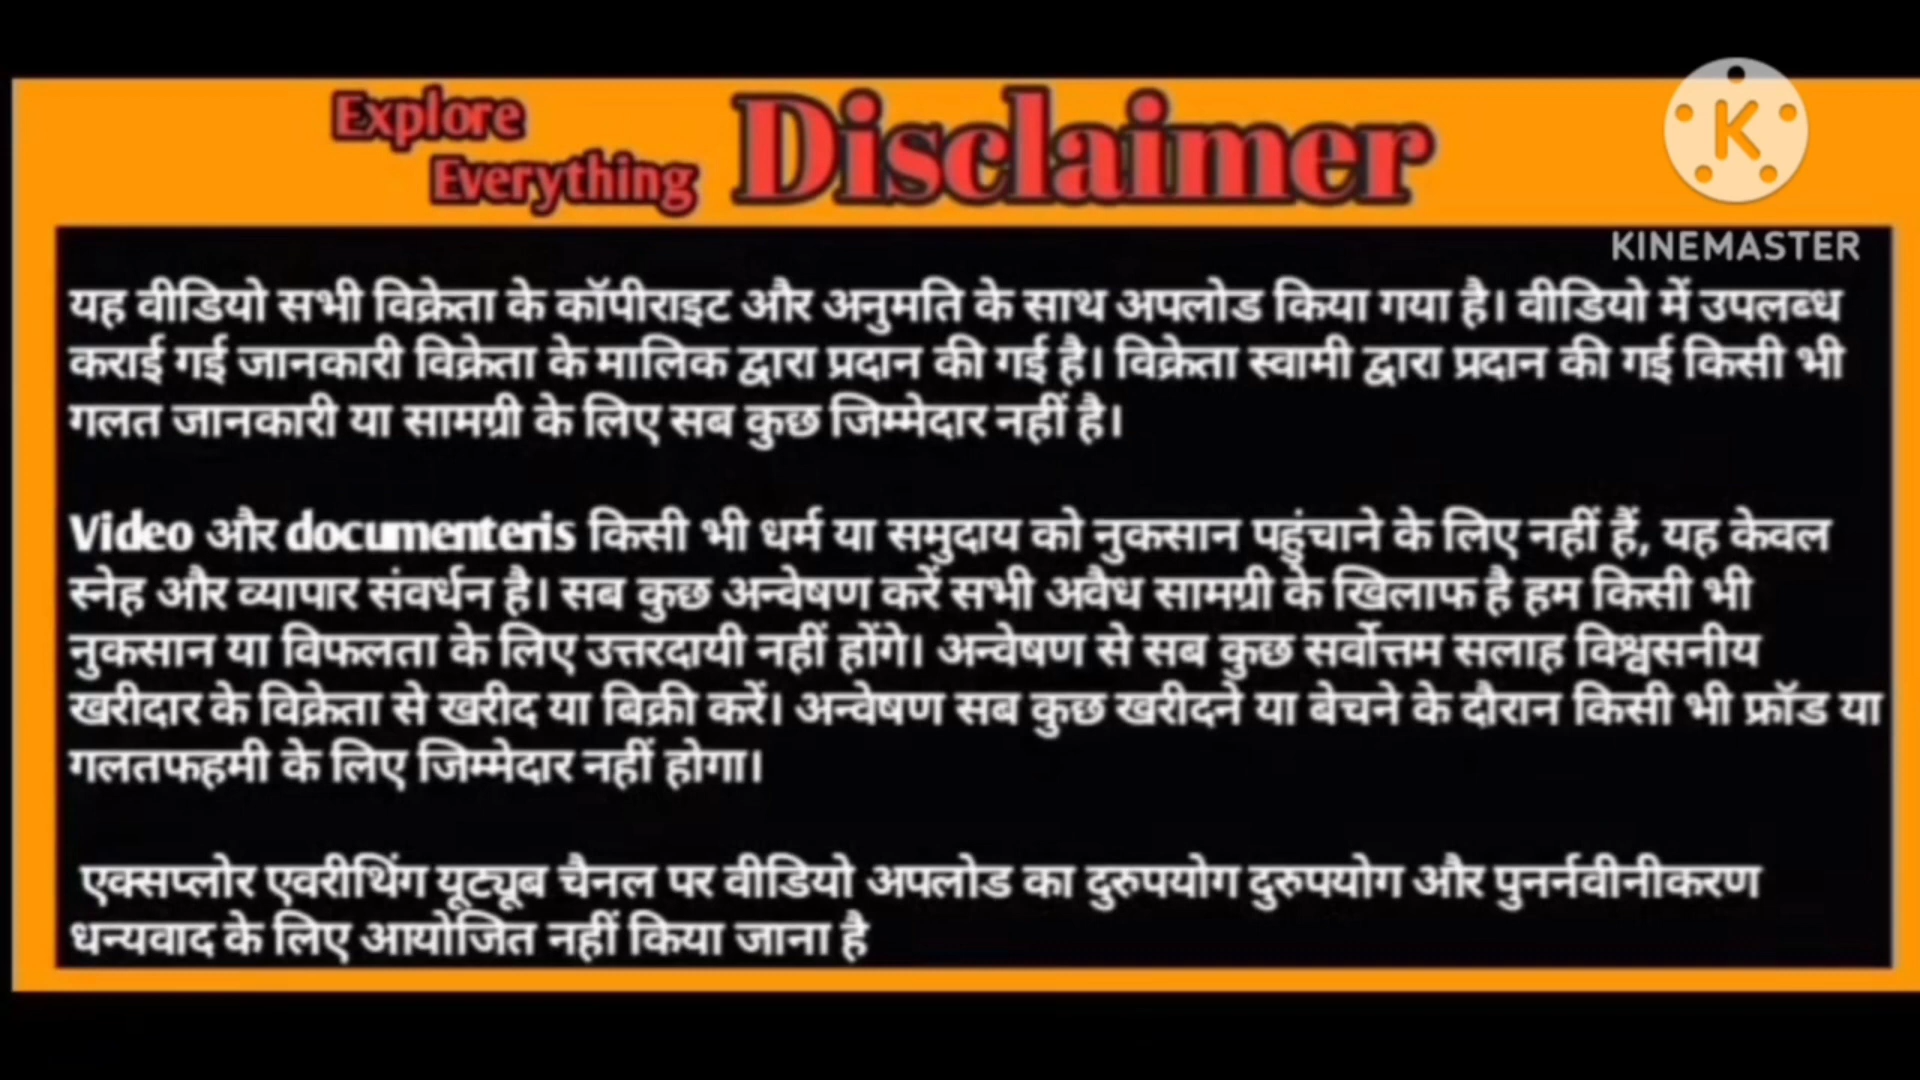 Explore
Everything
Disclaimer
KINEMASTER
यह वीडियो सभी विक्रेता के कॉपीराइट और अनुमति के साथ अपलोड किया गया है। वीडियो में उपलब्ध
कराई गई जानकारी विक्रेता के मालिक द्वारा प्रदान की गई है। विक्रेता स्वामी द्वारा प्रदान की गई किसी भी
गलत जानकारी या सामग्री के लिए सब कुछ जिम्मेदार नहीं है।
Video और documenteris किसी भी धर्म या समुदाय को नुकसान पहुंचाने के लिए नहीं हैं, यह केवल
स्नेह और व्यापार संवर्धन है। सब कुछ अन्वेषण करें सभी अवैध सामग्री के खिलाफ है हम किसी भी
नुकसान या विफलता के लिए उत्तरदायी नहीं होंगे। अन्वेषण से सब कुछ सर्वोत्तम सलाह विश्वसनीय
खरीदार के विक्रेता से खरीद या बिक्री करें। अन्वेषण सब कुछ खरीदने या बेचने के दौरान किसी भी फ्रॉड या
गलतफहमी के लिए जिम्मेदार नहीं होगा।
एक्सप्लोर एवरीथिंग यूट्यूब चैनल पर वीडियो अपलोड का दुरुपयोग दुरुपयोग और पुनर्नवीनीकरण
धन्यवाद के लिए आयोजित नहीं किया जाना है